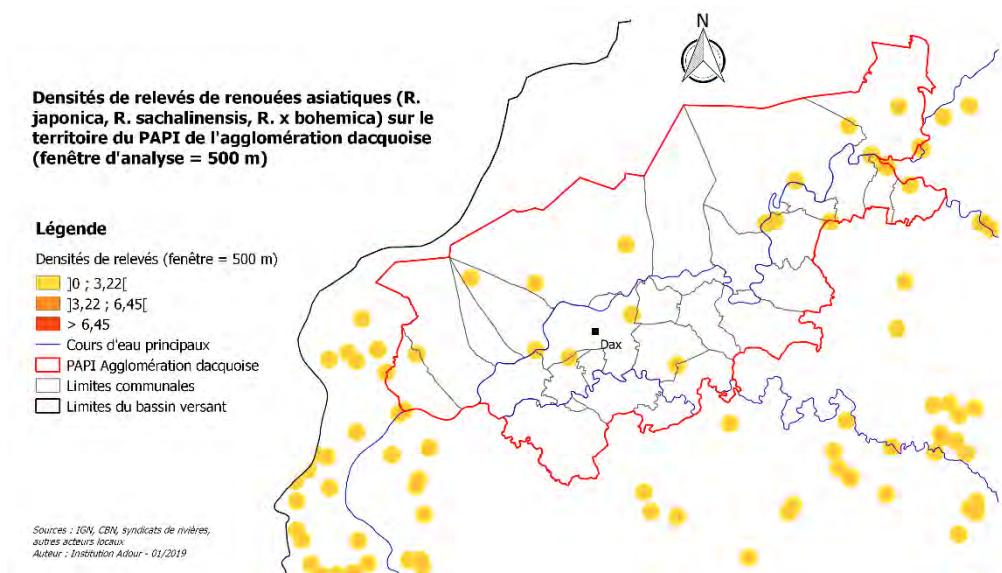 N
Densités de relevés de renouées asiatiques (R.
japonica, R. sachalinensis, R. x bohemica) sur le
territoire du PAPI de l'agglomération dacquoise
(fenêtre d'analyse = 500 m)
Légende
Densités de relevés (fenêtre = 500 m)
]0 ; 3,22[
]3,22 ; 6,45[
> 6,45
Cours d'eau principaux
PAPI Agglomération dacquoise
Limites communales
Limites du bassin versant
Dax
Sources : IGN, CBN, syndicats de rivières,
autres acteurs locaux
Auteur : Institution Adour - 01/2019